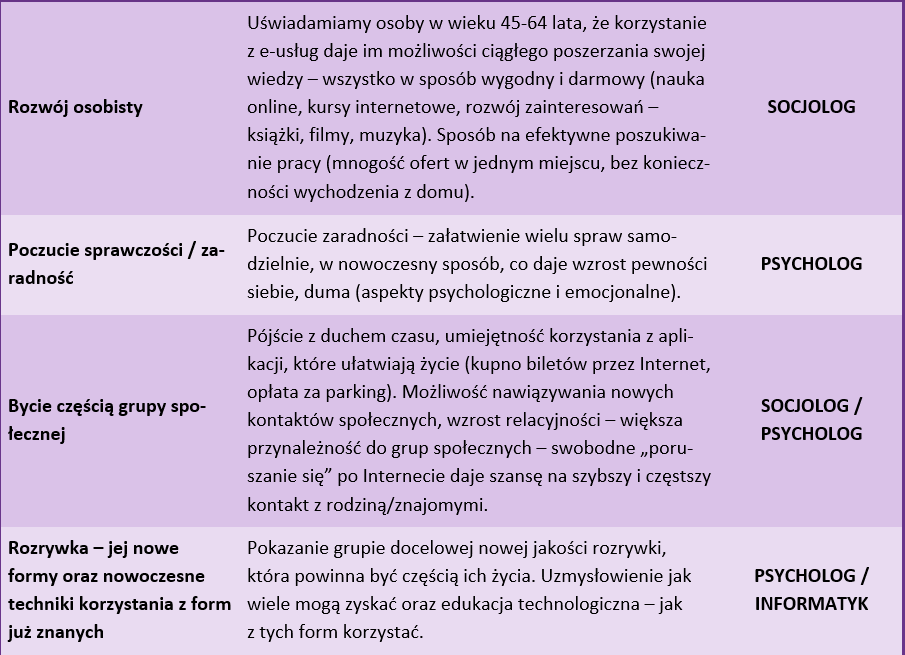 Rozwój osobisty
Uświadamiamy osoby w wieku 45-64 lata, że korzystanie
z e-usług daje im możliwości ciągłego poszerzania swojej
wiedzy – wszystko w sposób wygodny i darmowy (nauka
online, kursy internetowe, rozwój zainteresowań –
książki, filmy, muzyka). Sposób na efektywne poszukiwa-
nie pracy (mnogość ofert w jednym miejscu, bez koniecz-
ności wychodzenia z domu).
SOCJOLOG
Poczucie sprawczości / za-
radność
Poczucie zaradności – załatwienie wielu spraw samo-
dzielnie, w nowoczesny sposób, co daje wzrost pewności
siebie, duma (aspekty psychologiczne i emocjonalne).
PSYCHOLOG
Bycie częścią grupy spo-
łecznej
Pójście z duchem czasu, umiejętność korzystania z apli-
kacji, które ułatwiają życie (kupno biletów przez Internet,
opłata za parking). Możliwość nawiązywania nowych
kontaktów społecznych, wzrost relacyjności – większa
przynależność do grup społecznych – swobodne „poru-
szanie się” po Internecie daje szansę na szybszy i częstszy
kontakt z rodziną/znajomymi.
SOCJOLOG /
PSYCHOLOG
Rozrywka – jej nowe
formy oraz nowoczesne
techniki korzystania z form
już znanych
Pokazanie grupie docelowej nowej jakości rozrywki,
która powinna być częścią ich życia. Uzmysłowienie jak
wiele mogą zyskać oraz edukacja technologiczna – jak
z tych form korzystać.
PSYCHOLOG /
INFORMATYK